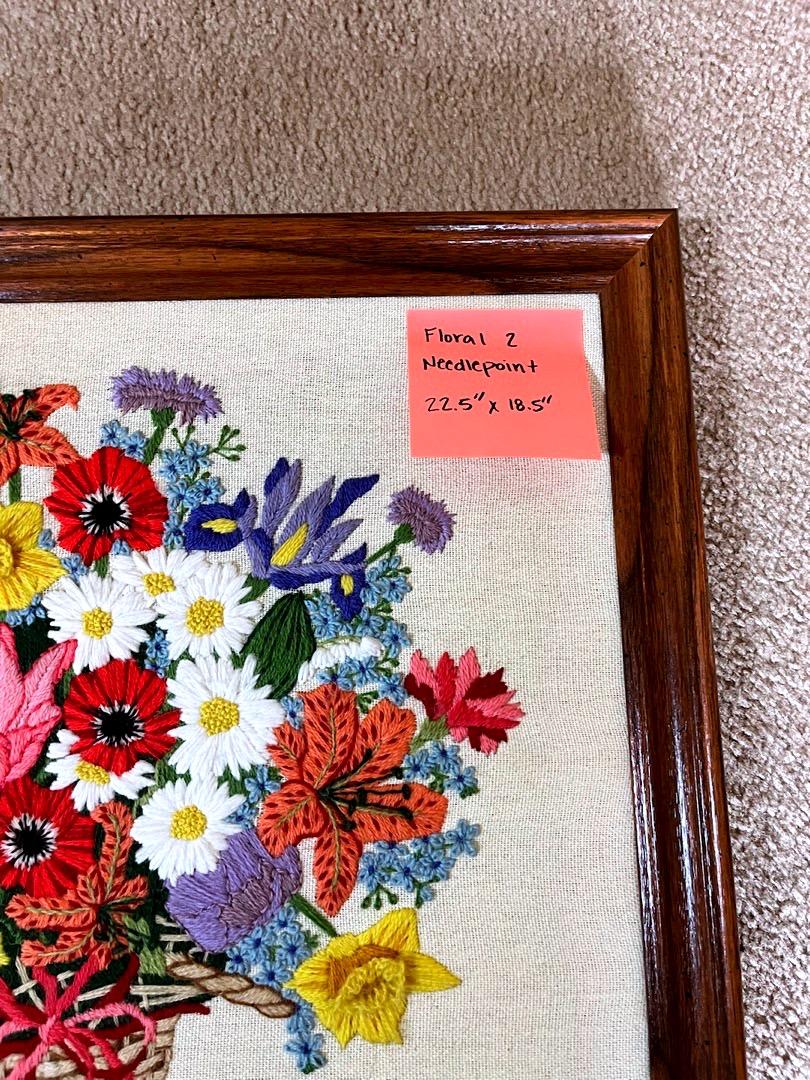 Floral 2
Needlepoint
22.5" x 18.5"